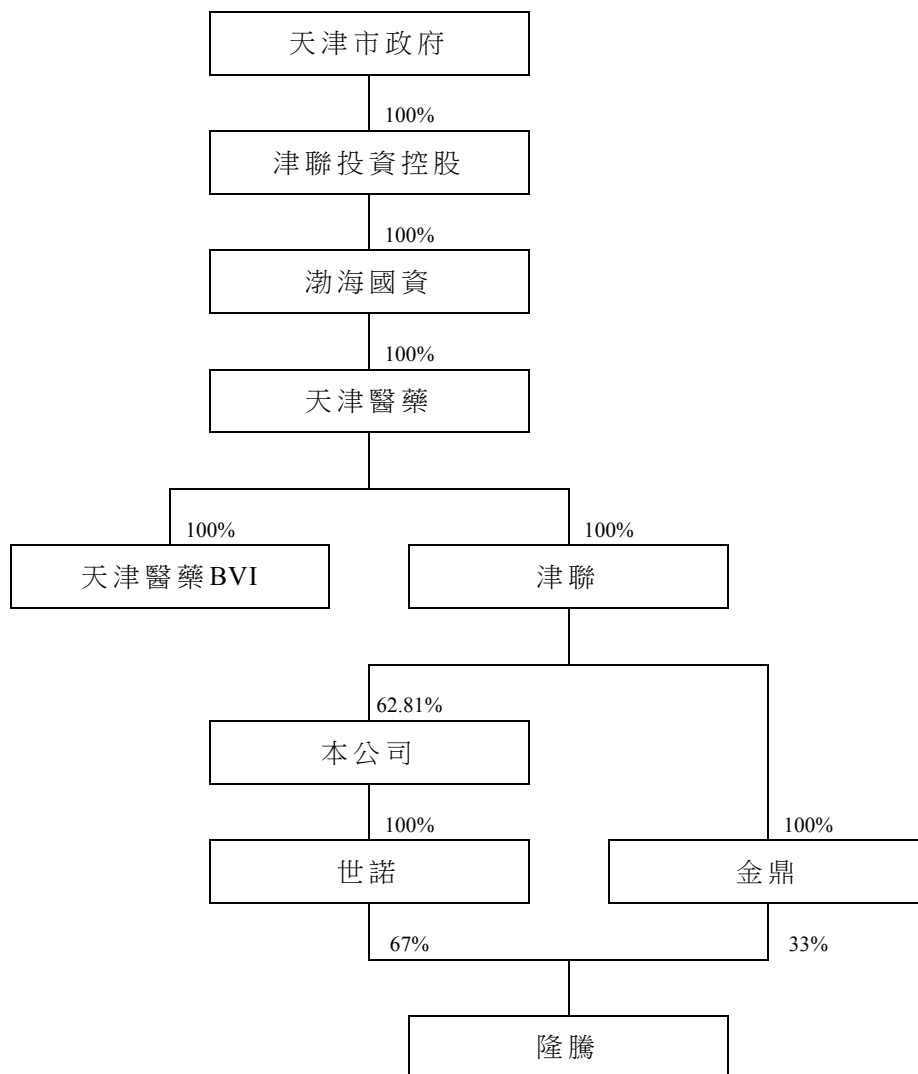 天津市政府
100%
津聯投資控股
100%
渤海國資
100%
天津醫藥
100%
100%
天津醫藥BVI
津聯
62.81%
本公司
100%
100%
世諾
金鼎
67%
33%
隆騰